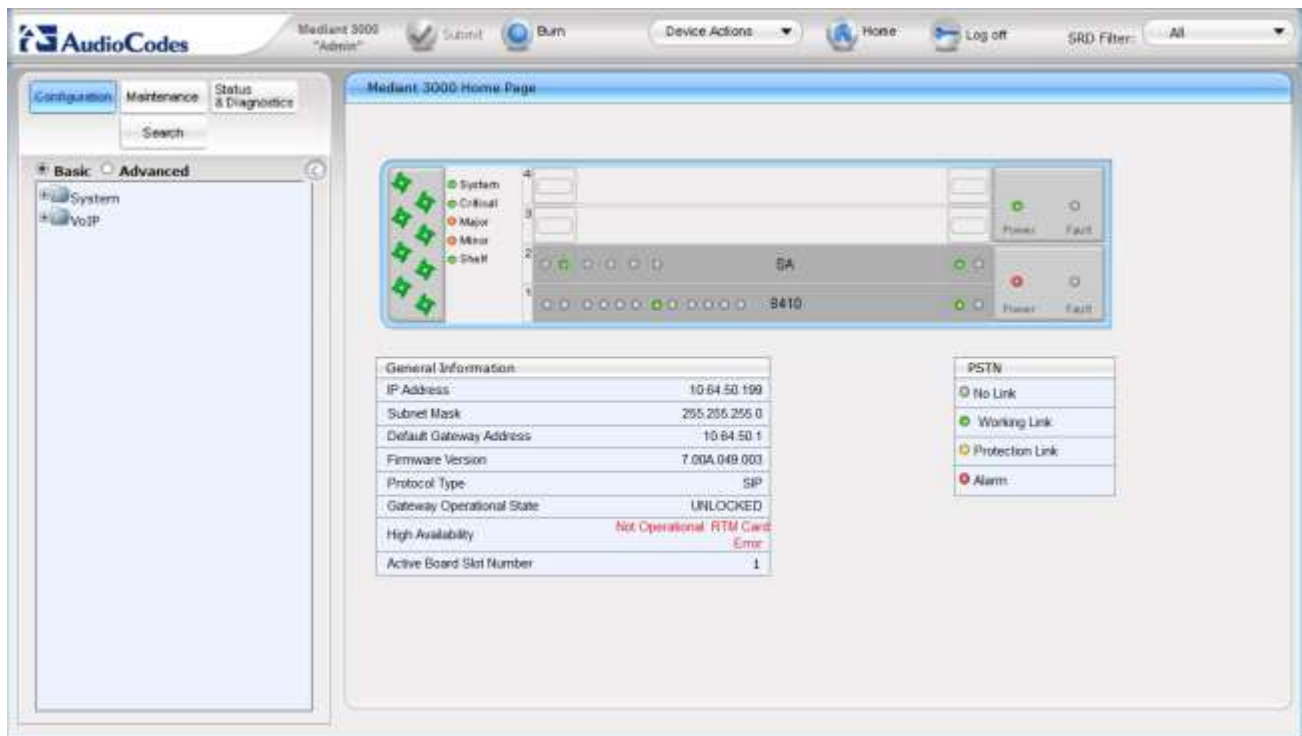 AudioCodes
Mediant 3000
"Admin"
Submit
Burn
Device Actions
Home
Log off
SRD Filter:
All
Configuration
Maintenance
Status
& Diagnostics
Search
Basic
Advanced
System
VoIP
Mediant 3000 Home Page
System
Critical
Major
Minor
Shelf
4
3
2
1
SA
8410
Power
Fault
Power
Fault
General Information
IP Address 10.64.50.199
Subnet Mask 255.255.255.0
Default Gateway Address 10.64.50.1
Firmware Version 7.00A.049.003
Protocol Type SIP
Gateway Operational State UNLOCKED
High Availability Not Operational. RTM Card
Error
Active Board Slot Number 1
PSTN
No Link
Working Link
Protection Link
Alarm